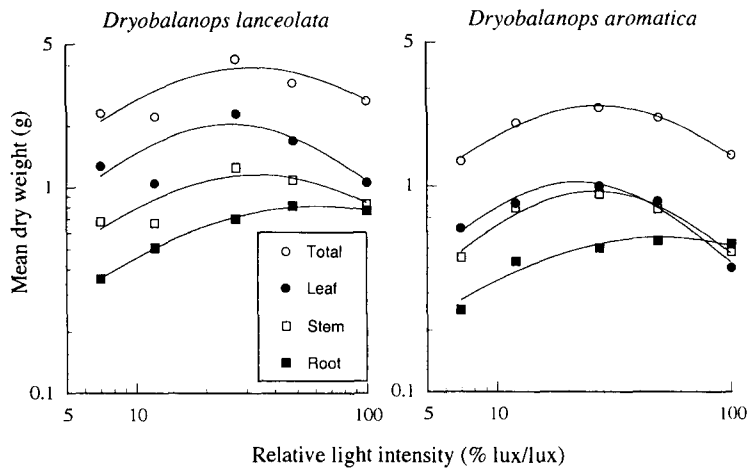 Dryobalanops lanceolata
Dryobalanops aromatica
Mean dry weight (g)
5
1
0.1
5
10
100
Total
Leaf
Stem
Root
5
1
0.1
5
10
100
Relative light intensity (% lux/lux)